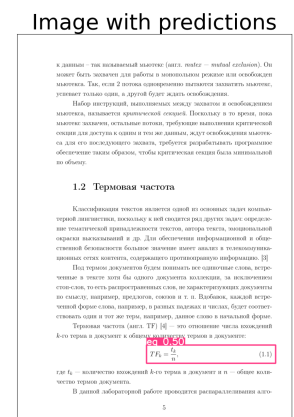 Image with predictions
к данным – так называемый мьютекс (англ. mutex – mutual exclusion). Он
может быть захвачен для работы в монопольном режиме или освобожден
мьютекса. Так, если 2 потока одновременно пытаются захватить мьютекс,
успевает только один, а другой будет ждать освобождения.
Набор инструкций, выполняемых между захватом и освобождением
мьютекса, называется критической секцией. Поскольку в то время, пока
мьютекс захвачен, остальные потоки, требующие выполнения критической
секции для доступа к одним и тем же данным, ждут освобождения мьютек-
са для его последующего захвата, требуется разрабатывать программное
обеспечение таким образом, чтобы критическая секция была минимальной
по объему.
1.2 Термовая частота
Классификация текстов является одной из основных задач компью-
терной лингвистики, поскольку к ней сводится ряд других задач: определе-
ние тематической принадлежности текстов, автора текста, эмоциональной
окраски высказываний и др. Для обеспечения информационной и обще-
ственной безопасности большое значение имеет анализ в телекоммуника-
ционных сетях контента, содержащего противоправную информацию. [3]
Под термом документов будем понимать все одиночные слова, встре-
ченные в тексте хотя бы одного документа коллекции, за исключением
стоп-слов, то есть распространенных слов, не характеризующих документы
по смыслу, например, предлогов, союзов и т. п. Вдобавок, каждой встре-
ченной форме слова, например, в разных падежах и числах, будет соответ-
ствовать один и тот же терм, например, данное слово в начальной форме.
Термовая частота (англ. TF) [4] — это отношение числа вхождений
k-го терма в документ к общему количеству термов в документе:
eq 0.50
TFₖ = tₖ/n, (1.1)
где tₖ – количество вхождений k-го терма в документ и n — общее коли-
чество термов документа.
В данной лабораторной работе проводится распараллеливание алго-
5